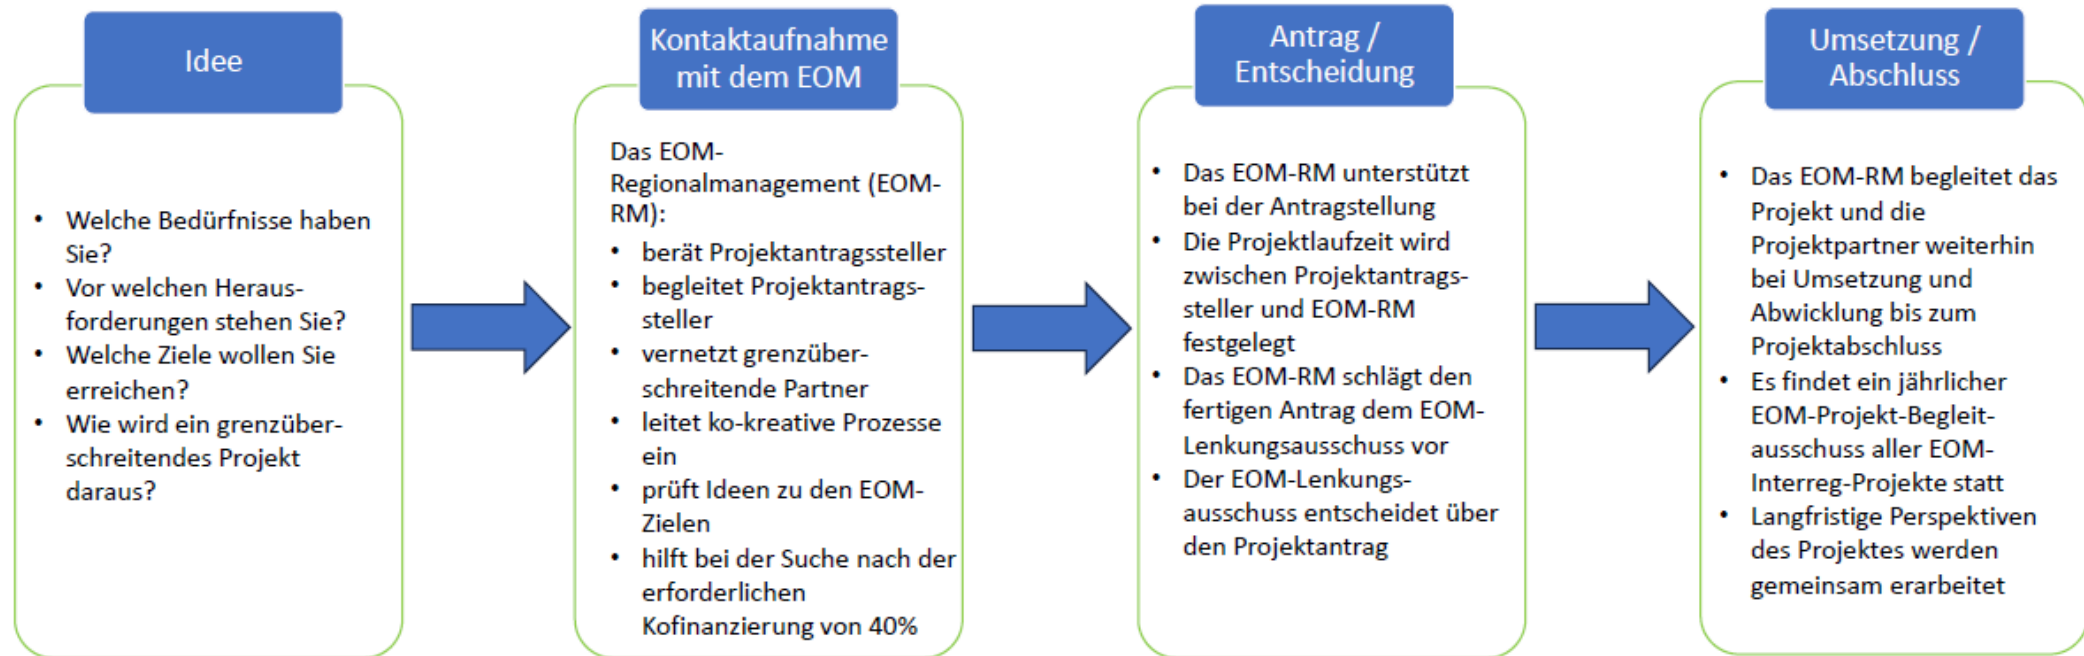 Idee
• Welche Bedürfnisse haben
Sie?
• Vor welchen Heraus-
forderungen stehen Sie?
• Welche Ziele wollen Sie
erreichen?
• Wie wird ein grenzüber-
schreitendes Projekt
daraus?
Kontaktaufnahme
mit dem EOM
Das EOM-
Regionalmanagement (EOM-
RM):
• berät Projektantragssteller
• begleitet Projektantrags-
steller
• vernetzt grenzüber-
schreitende Partner
• leitet ko-kreative Prozesse
ein
• prüft Ideen zu den EOM-
Zielen
• hilft bei der Suche nach der
erforderlichen
Kofinanzierung von 40%
Antrag /
Entscheidung
• Das EOM-RM unterstützt
bei der Antragstellung
• Die Projektlaufzeit wird
zwischen Projektantrags-
steller und EOM-RM
festgelegt
• Das EOM-RM schlägt den
fertigen Antrag dem EOM-
Lenkungsausschuss vor
• Der EOM-Lenkungs-
ausschuss entscheidet über
den Projektantrag
Umsetzung /
Abschluss
• Das EOM-RM begleitet das
Projekt und die
Projektpartner weiterhin
bei Umsetzung und
Abwicklung bis zum
Projektabschluss
• Es findet ein jährlicher
EOM-Projekt-Begleit-
ausschuss aller EOM-
Interreg-Projekte statt
• Langfristige Perspektiven
des Projektes werden
gemeinsam erarbeitet